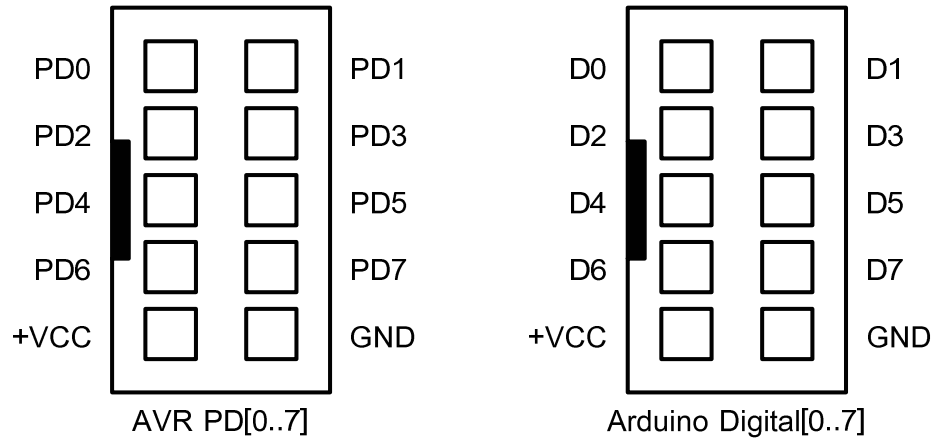 PD0 PD1 D0 D1
PD2 PD3 D2 D3
PD4 PD5 D4 D5
PD6 PD7 D6 D7
+VCC GND +VCC GND
AVR PD[0..7] Arduino Digital[0..7]